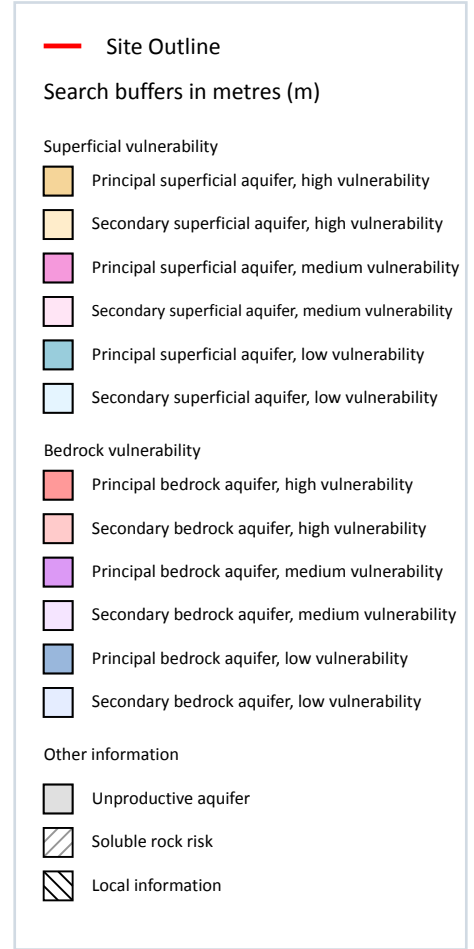 Site Outline
Search buffers in metres (m)
Superficial vulnerability
Principal superficial aquifer, high vulnerability
Secondary superficial aquifer, high vulnerability
Principal superficial aquifer, medium vulnerability
Secondary superficial aquifer, medium vulnerability
Principal superficial aquifer, low vulnerability
Secondary superficial aquifer, low vulnerability
Bedrock vulnerability
Principal bedrock aquifer, high vulnerability
Secondary bedrock aquifer, high vulnerability
Principal bedrock aquifer, medium vulnerability
Secondary bedrock aquifer, medium vulnerability
Principal bedrock aquifer, low vulnerability
Secondary bedrock aquifer, low vulnerability
Other information
Unproductive aquifer
Soluble rock risk
Local information